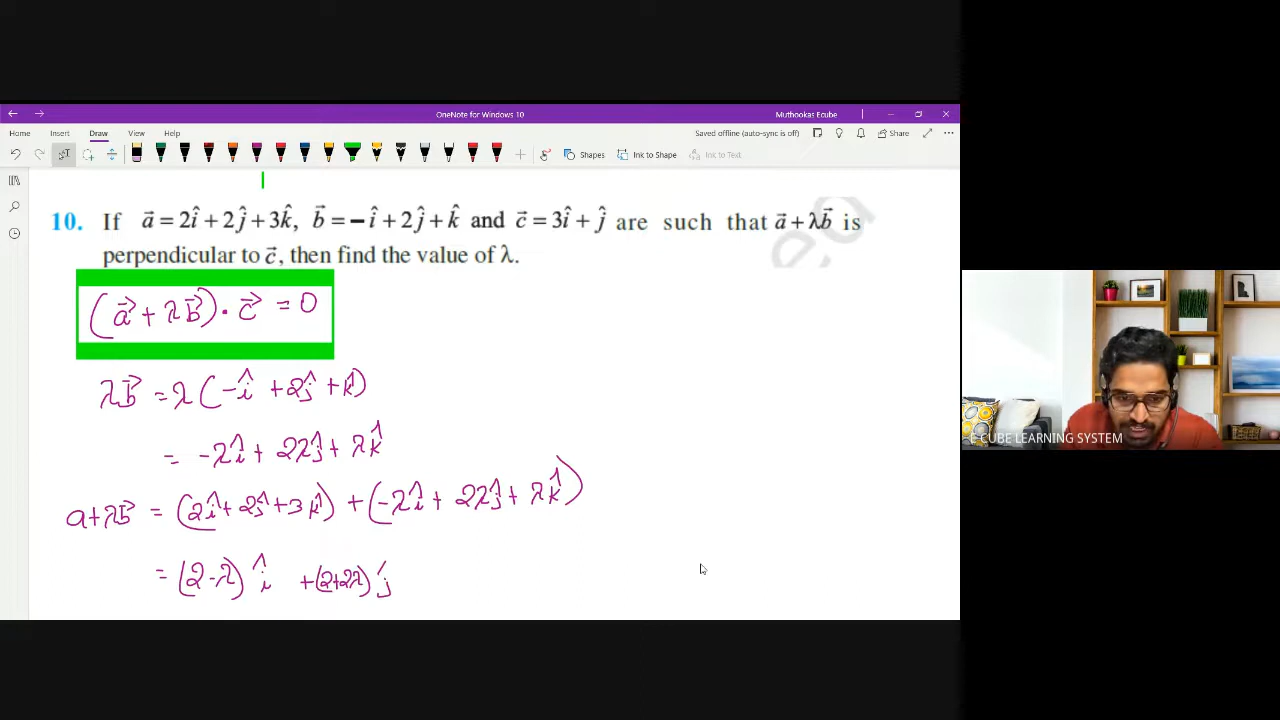 OneNote for Windows 10
Muthookas Ecube
Home Insert Draw View Help
Saved offline (auto-sync is off)
Share
Shapes
Ink to Shape
Ink to Text
10. If a⃗ = 2î + 2ĵ + 3k̂, b⃗ = −î + 2ĵ + k̂ and c⃗ = 3î + ĵ are such that a⃗ + λb⃗ is
perpendicular to c⃗, then find the value of λ.
(a⃗ + λb⃗) · c⃗ = 0
λb⃗ = λ(−î + 2ĵ + k̂)
= −λî + 2λĵ + λk̂
a+λb⃗ = (2î + 2ĵ + 3k̂) + (−λî + 2λĵ + λk̂)
= (2−λ) î + (2+2λ) ĵ
E CUBE LEARNING SYSTEM